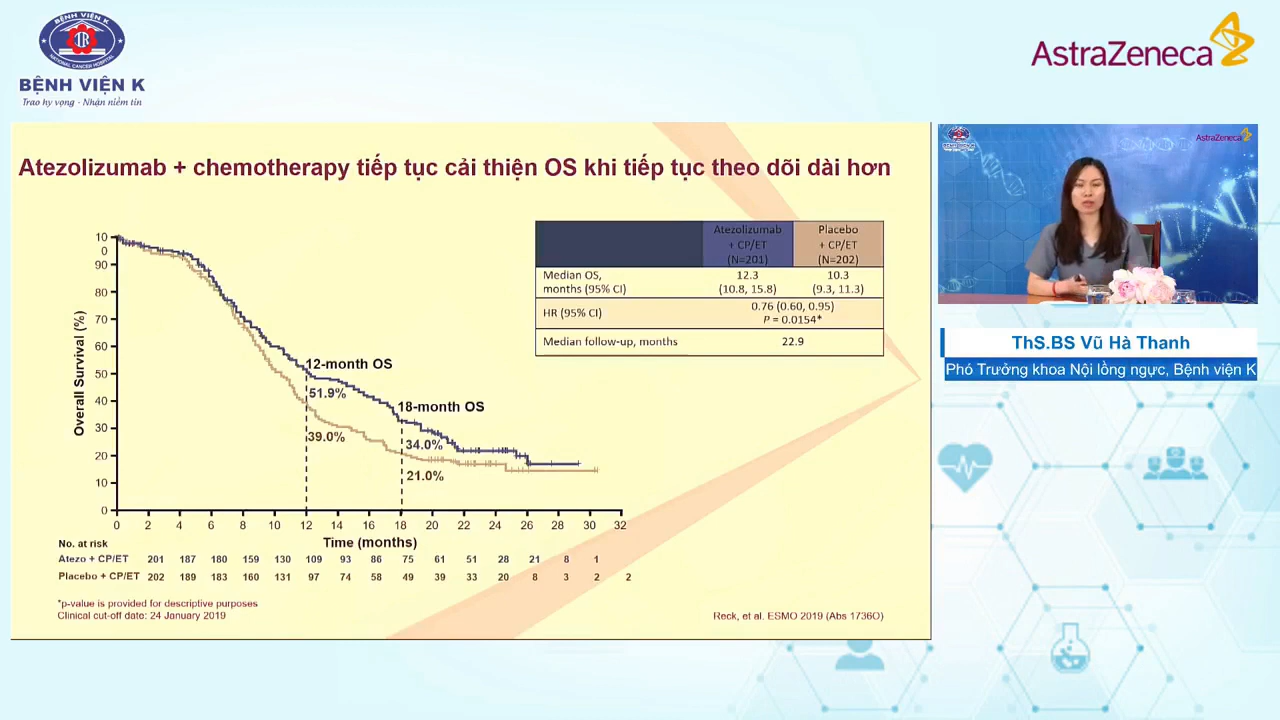 BỆNH VIỆN K
NATIONAL CANCER HOSPITAL
BỆNH VIỆN K
Trao hy vọng - Nhận niềm tin
AstraZeneca
Atezolizumab + chemotherapy tiếp tục cải thiện OS khi tiếp tục theo dõi dài hơn
Overall Survival (%)
10
0
90
80
70
60
50
40
30
20
10
0
12-month OS
51.9%
39.0%
18-month OS
34.0%
21.0%
0 2 4 6 8 10 12 14 16 18 20 22 24 26 28 30 32
Time (months)
No. at risk
Atezo + CP/ET 201 187 180 159 130 109 93 86 75 61 51 28 21 8 1
Placebo + CP/ET 202 189 183 160 131 97 74 58 49 39 33 20 8 3 2 2
Atezolizumab + CP/ET (N=201) Placebo + CP/ET (N=202)
Median OS, months (95% CI) 12.3 (10.8, 15.8) 10.3 (9.3, 11.3)
HR (95% CI) 0.76 (0.60, 0.95) P = 0.0154*
Median follow-up, months 22.9
*p-value is provided for descriptive purposes
Clinical cut-off date: 24 January 2019
Reck, et al. ESMO 2019 (Abs 1736O)
AstraZeneca
ThS.BS Vũ Hà Thanh
Phó Trưởng khoa Nội lồng ngực, Bệnh viện K